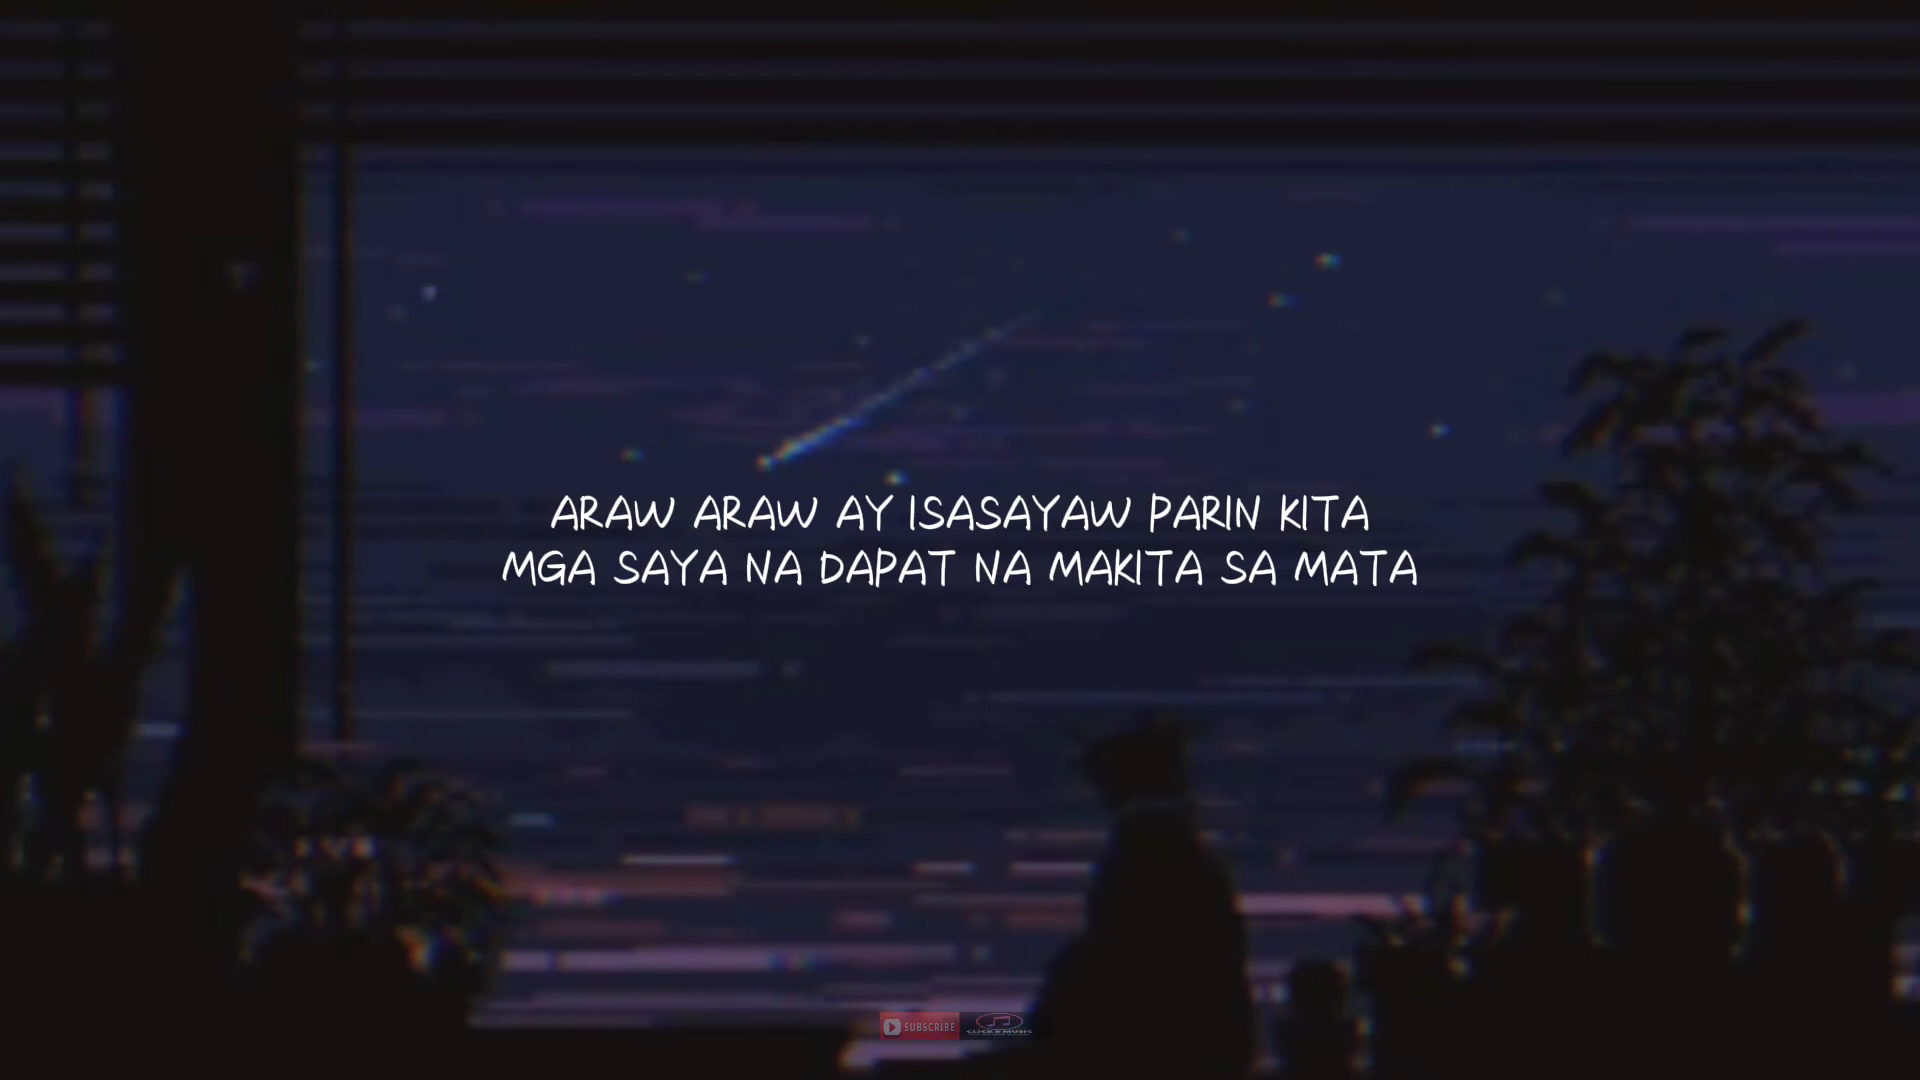 ARAW ARAW AY ISASAYAW PARIN KITA
MGA SAYA NA DAPAT NA MAKITA SA MATA
SUBSCRIBE